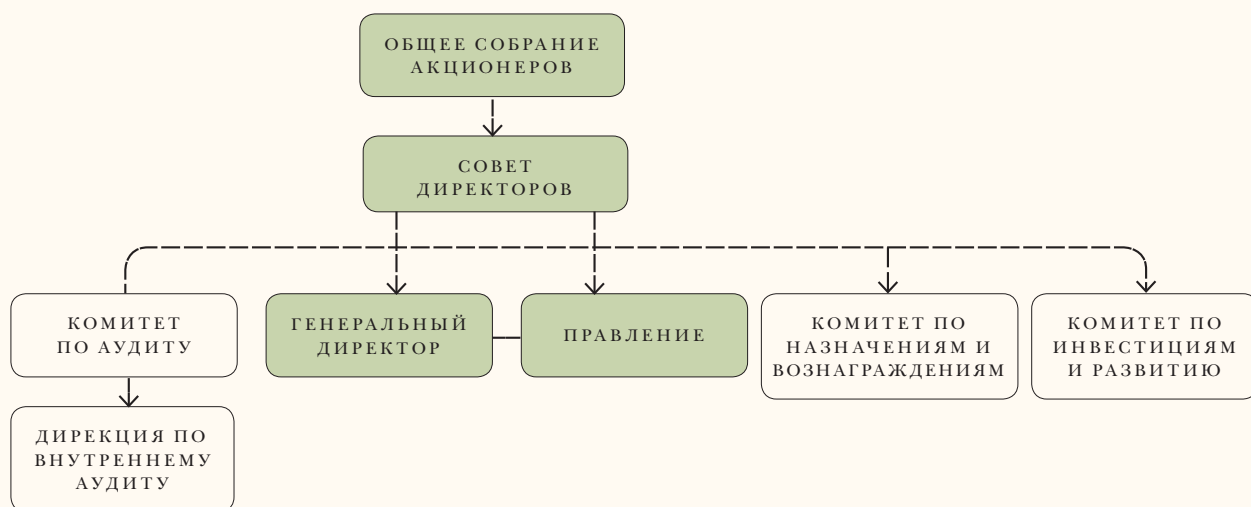 ОБЩЕЕ СОБРАНИЕ
АКЦИОНЕРОВ
СОВЕТ
ДИРЕКТОРОВ
КОМИТЕТ
ПО АУДИТУ
ГЕНЕРАЛЬНЫЙ
ДИРЕКТОР
ПРАВЛЕНИЕ
КОМИТЕТ ПО
НАЗНАЧЕНИЯМ И
ВОЗНАГРАЖДЕНИЯМ
КОМИТЕТ ПО
ИНВЕСТИЦИЯМ
И РАЗВИТИЮ
ДИРЕКЦИЯ ПО
ВНУТРЕННЕМУ
АУДИТУ